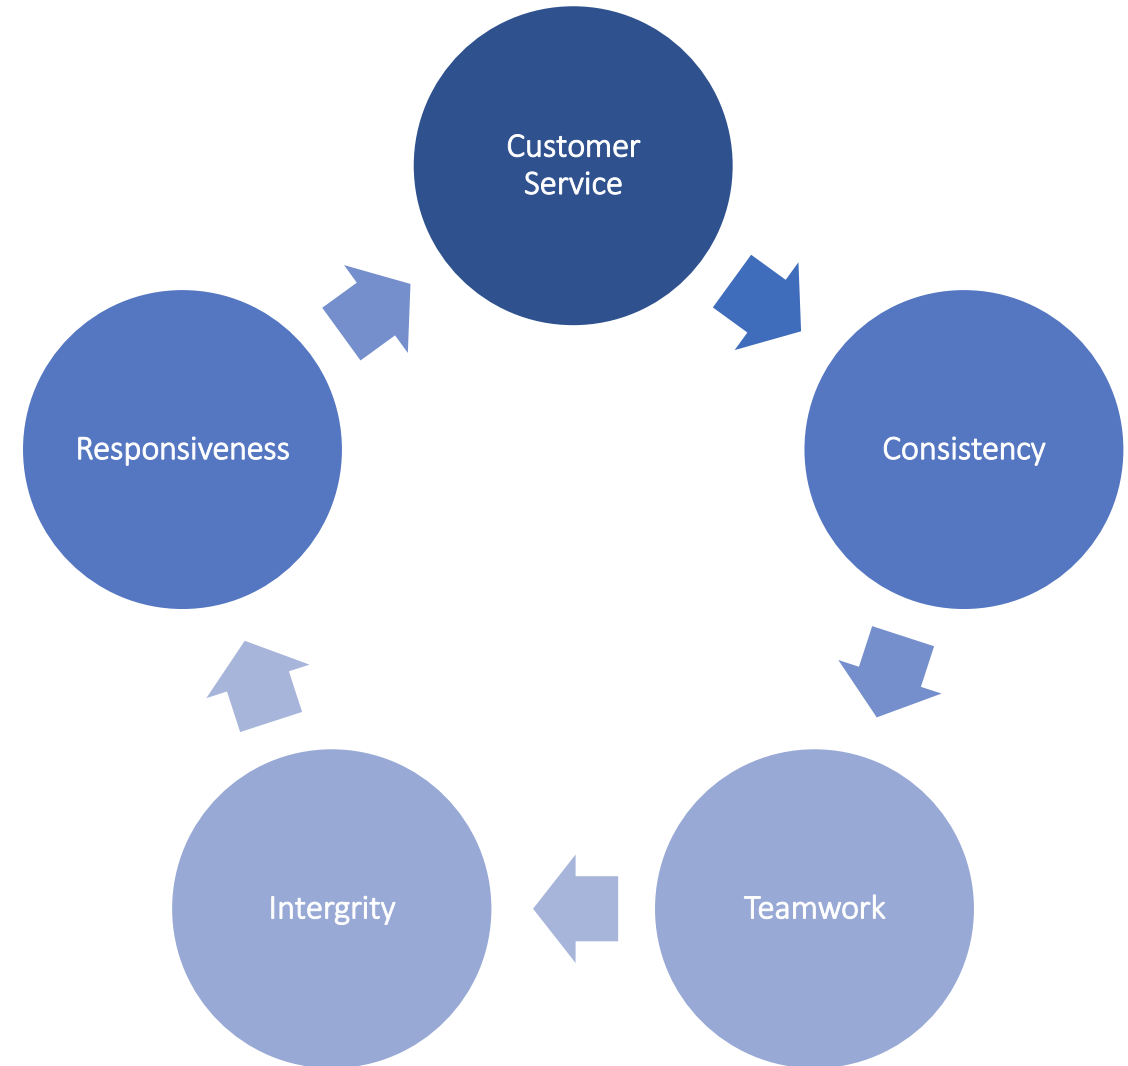 Customer
Service
Responsiveness
Consistency
Intergrity
Teamwork